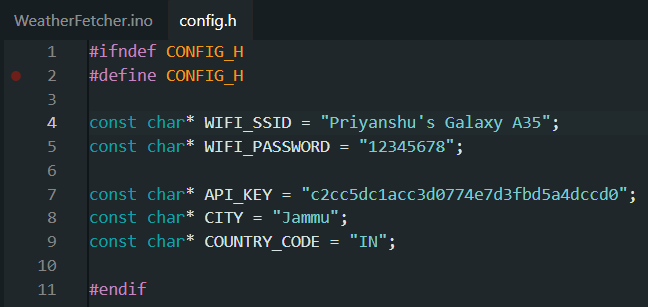 WeatherFetcher.ino config.h
1 #ifndef CONFIG_H
2 #define CONFIG_H
3
4 const char* WIFI_SSID = "Priyanshu's Galaxy A35";
5 const char* WIFI_PASSWORD = "12345678";
6
7 const char* API_KEY = "c2cc5dc1acc3d0774e7d3fbd5a4dccd0";
8 const char* CITY = "Jammu";
9 const char* COUNTRY_CODE = "IN";
10
11 #endif